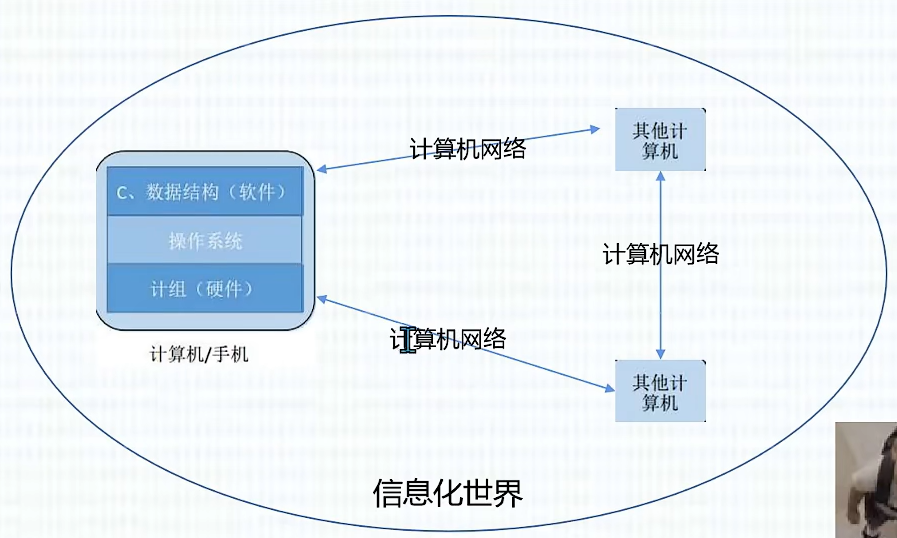 计算机网络
其他计
算机
C、数据结构（软件）
操作系统
计组（硬件）
计算机网络
计算机网络
计算机/手机
其他计
算机
信息化世界